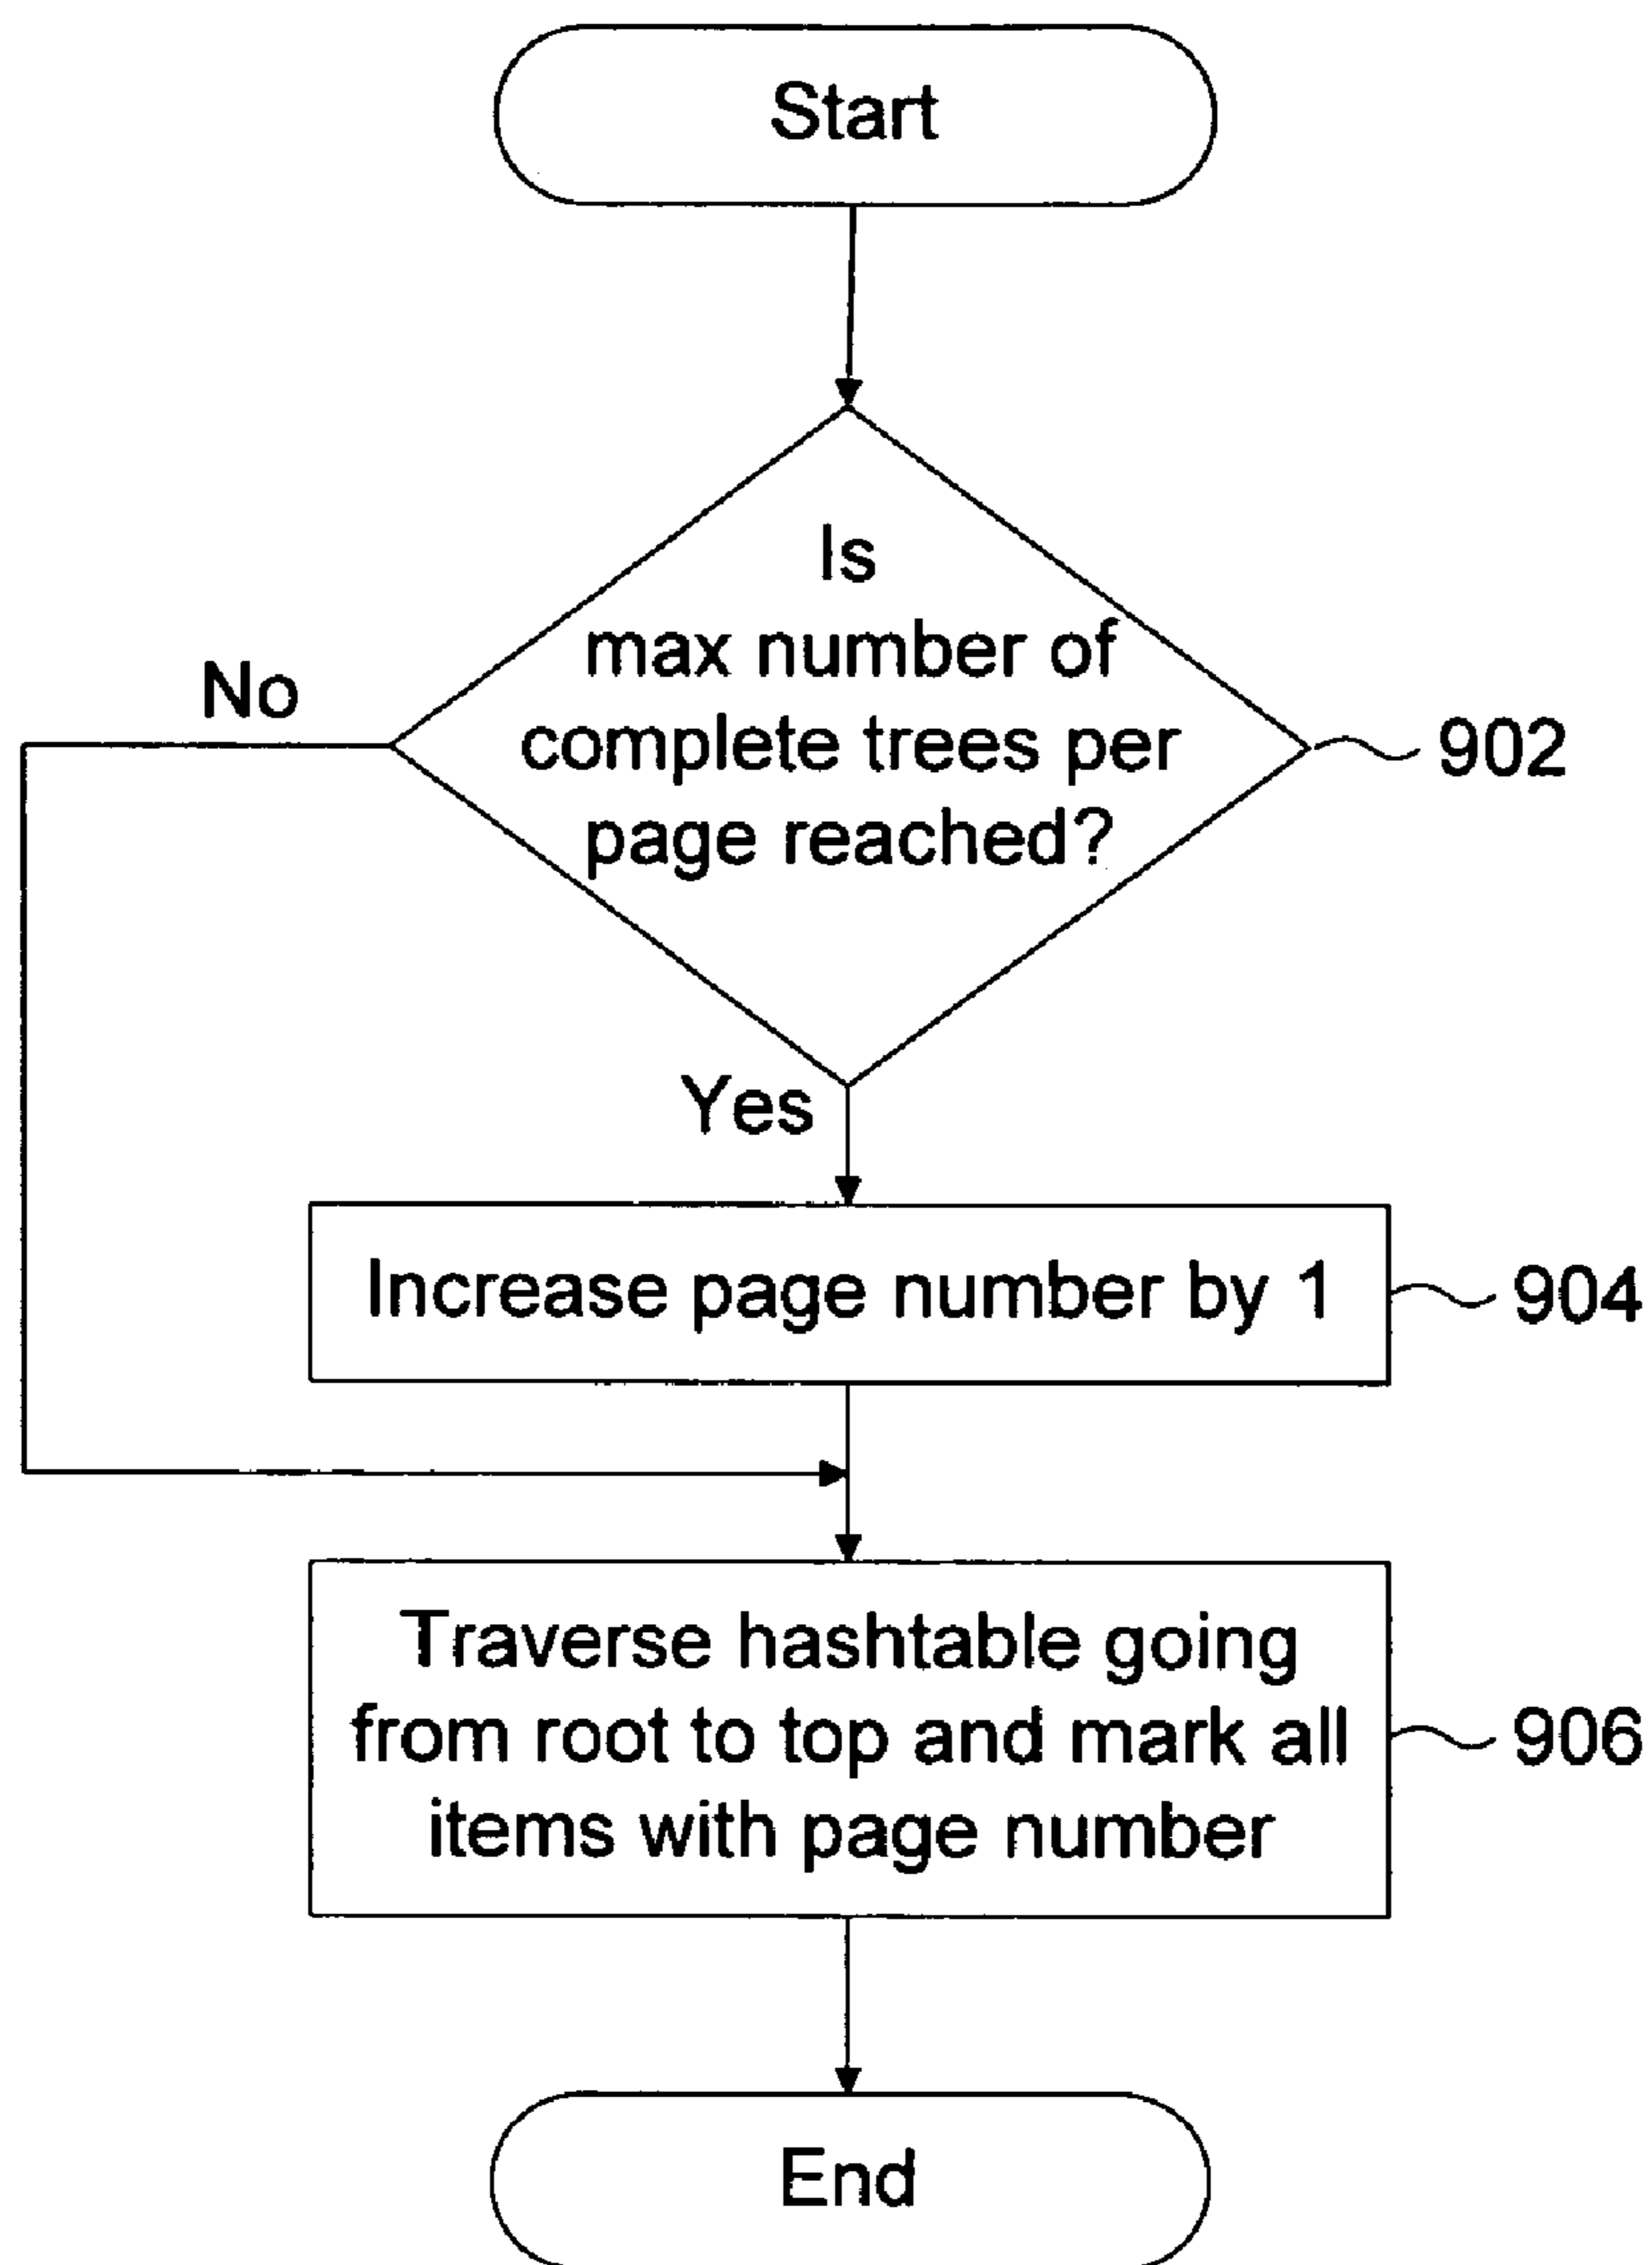 Start
Is
max number of
complete trees per
page reached?
902
No
Yes
Increase page number by 1
904
Traverse hashtable going
from root to top and mark all
items with page number
906
End